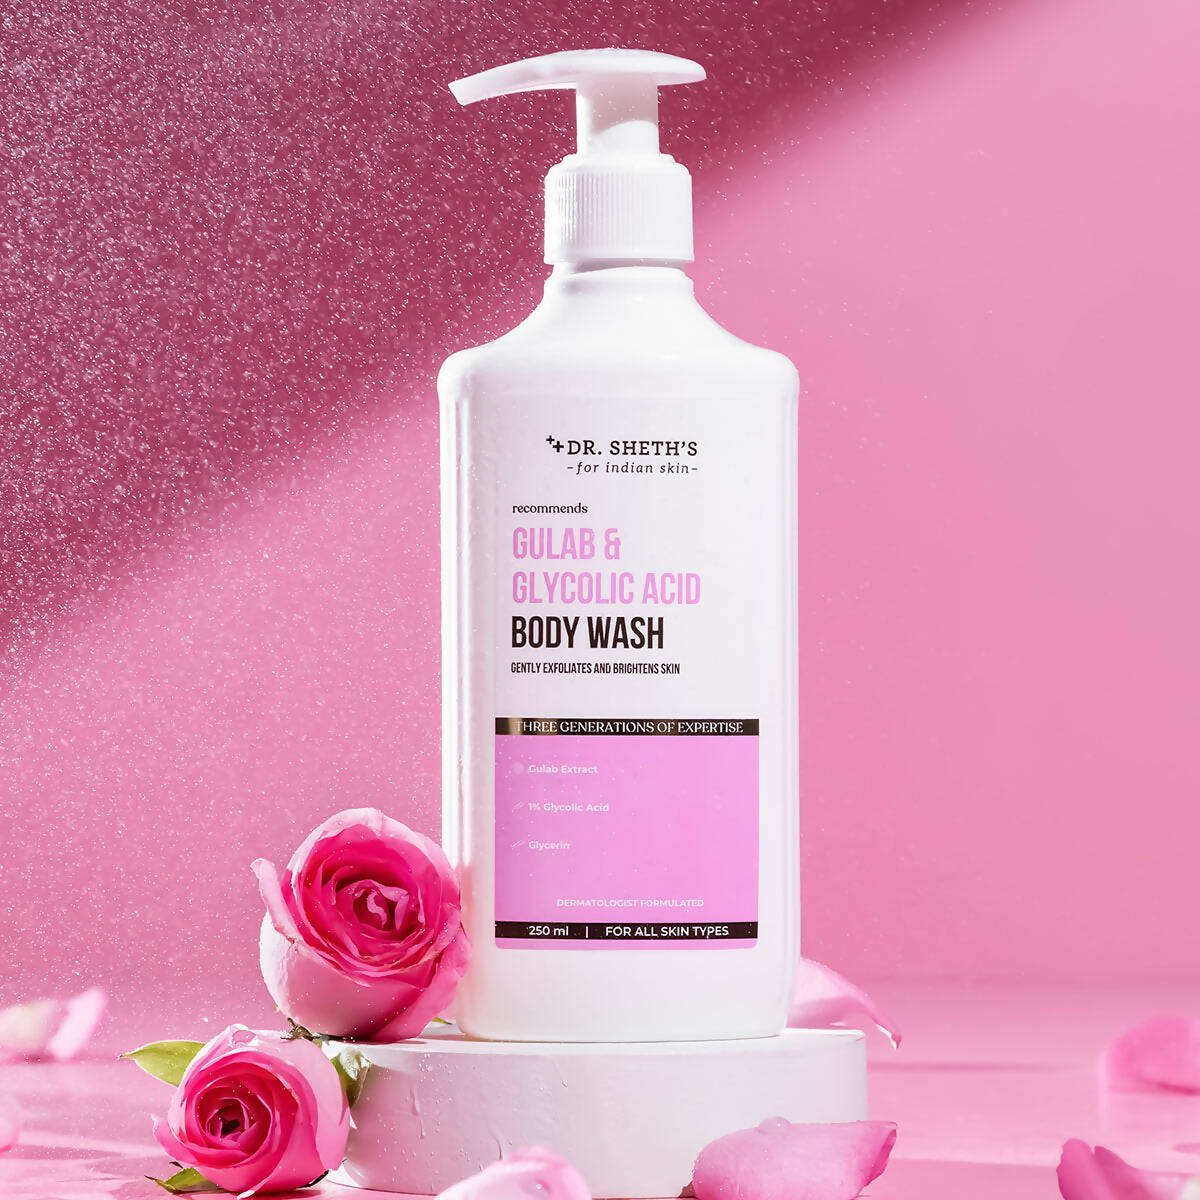 DR. SHETH'S
-for indian skin-
recommends
GULAB &
GLYCOLIC ACID
BODY WASH
GENTLY EXFOLIATES AND BRIGHTENS SKIN
THREE GENERATIONS OF EXPERTISE
Gulab Extract
1% Glycolic Acid
Glycerin
DERMATOLOGIST FORMULATED
250 ml | FOR ALL SKIN TYPES